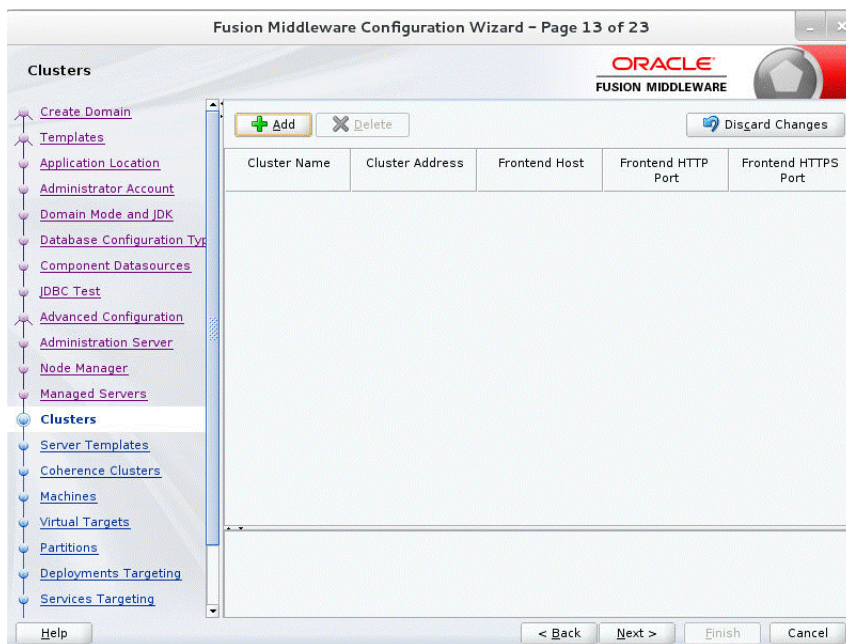 Fusion Middleware Configuration Wizard – Page 13 of 23
Clusters
ORACLE
FUSION MIDDLEWARE
Create Domain
Templates
Application Location
Administrator Account
Domain Mode and JDK
Database Configuration Typ
Component Datasources
JDBC Test
Advanced Configuration
Administration Server
Node Manager
Managed Servers
Clusters
Server Templates
Coherence Clusters
Machines
Virtual Targets
Partitions
Deployments Targeting
Services Targeting
Add
Delete
Discard Changes
Cluster Name
Cluster Address
Frontend Host
Frontend HTTP
Port
Frontend HTTPS
Port
Help
< Back
Next >
Finish
Cancel